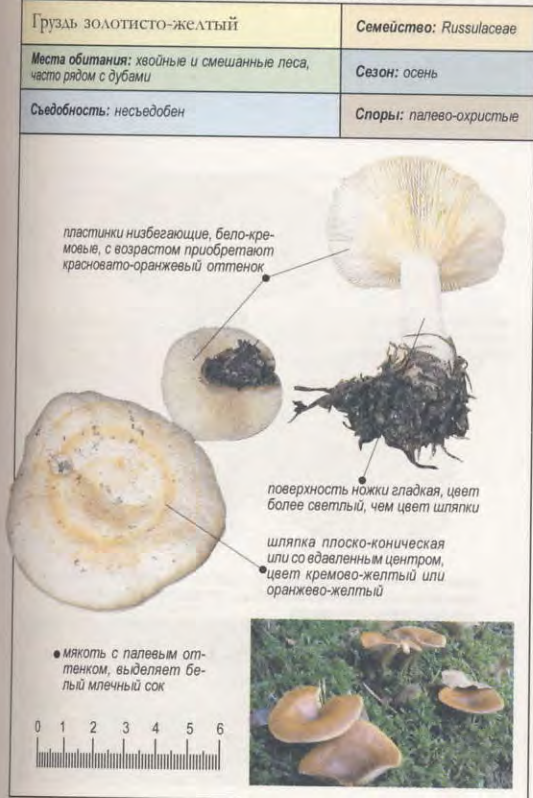 Груздь золотисто-желтый
Семейство: Russulaceae
Места обитания: хвойные и смешанные леса,
часто рядом с дубами
Сезон: осень
Съедобность: несъедобен
Споры: палево-охристые
пластинки низбегающие, бело-кре-
мовые, с возрастом приобретают
красновато-оранжевый оттенок
поверхность ножки гладкая, цвет
более светлый, чем цвет шляпки
шляпка плоско-коническая
или со вдавленным центром,
цвет кремово-желтый или
оранжево-желтый
мякоть с палевым от-
тенком, выделяет бе-
лый млечный сок
0 1 2 3 4 5 6